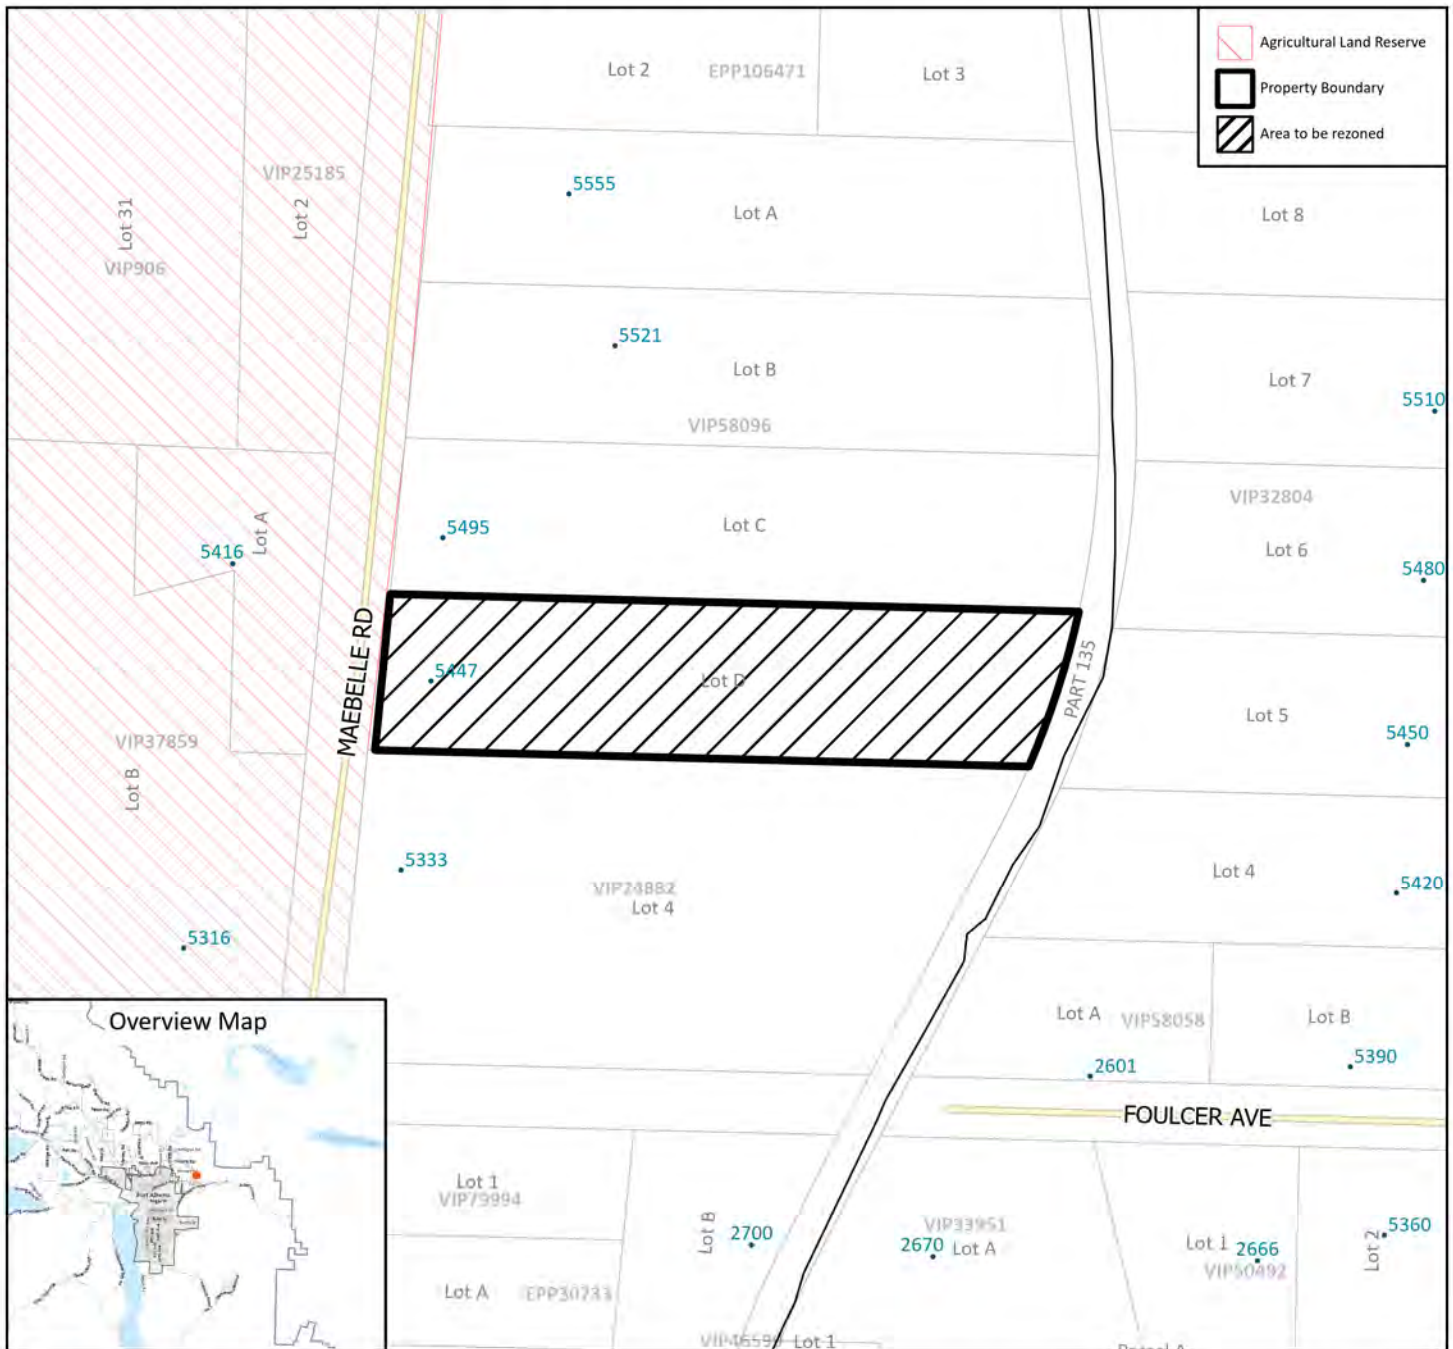 Agricultural Land Reserve
Property Boundary
Area to be rezoned
Lot 2
EPP106471
Lot 3
VIP25185
Lot 2
Lot 31
VIP906
5555
Lot A
Lot 8
5521
Lot B
VIP58096
Lot 7
5510
VIP32804
Lot 6
5480
5495
Lot C
5416
Lot A
MAEBELLE RD
5447
Lot D
PART 135
Lot 5
5450
VIP37859
Lot B
5333
VIP24882
Lot 4
Lot 4
5420
5316
Overview Map
Port Alberni
Lot A
VIP58058
Lot B
2601
5390
FOULCER AVE
Lot 1
VIP79994
Lot B
2700
VIP33951
2670
Lot A
Lot 1
2666
VIP50492
Lot 2
5360
Lot A
EPP30233
Lot 1